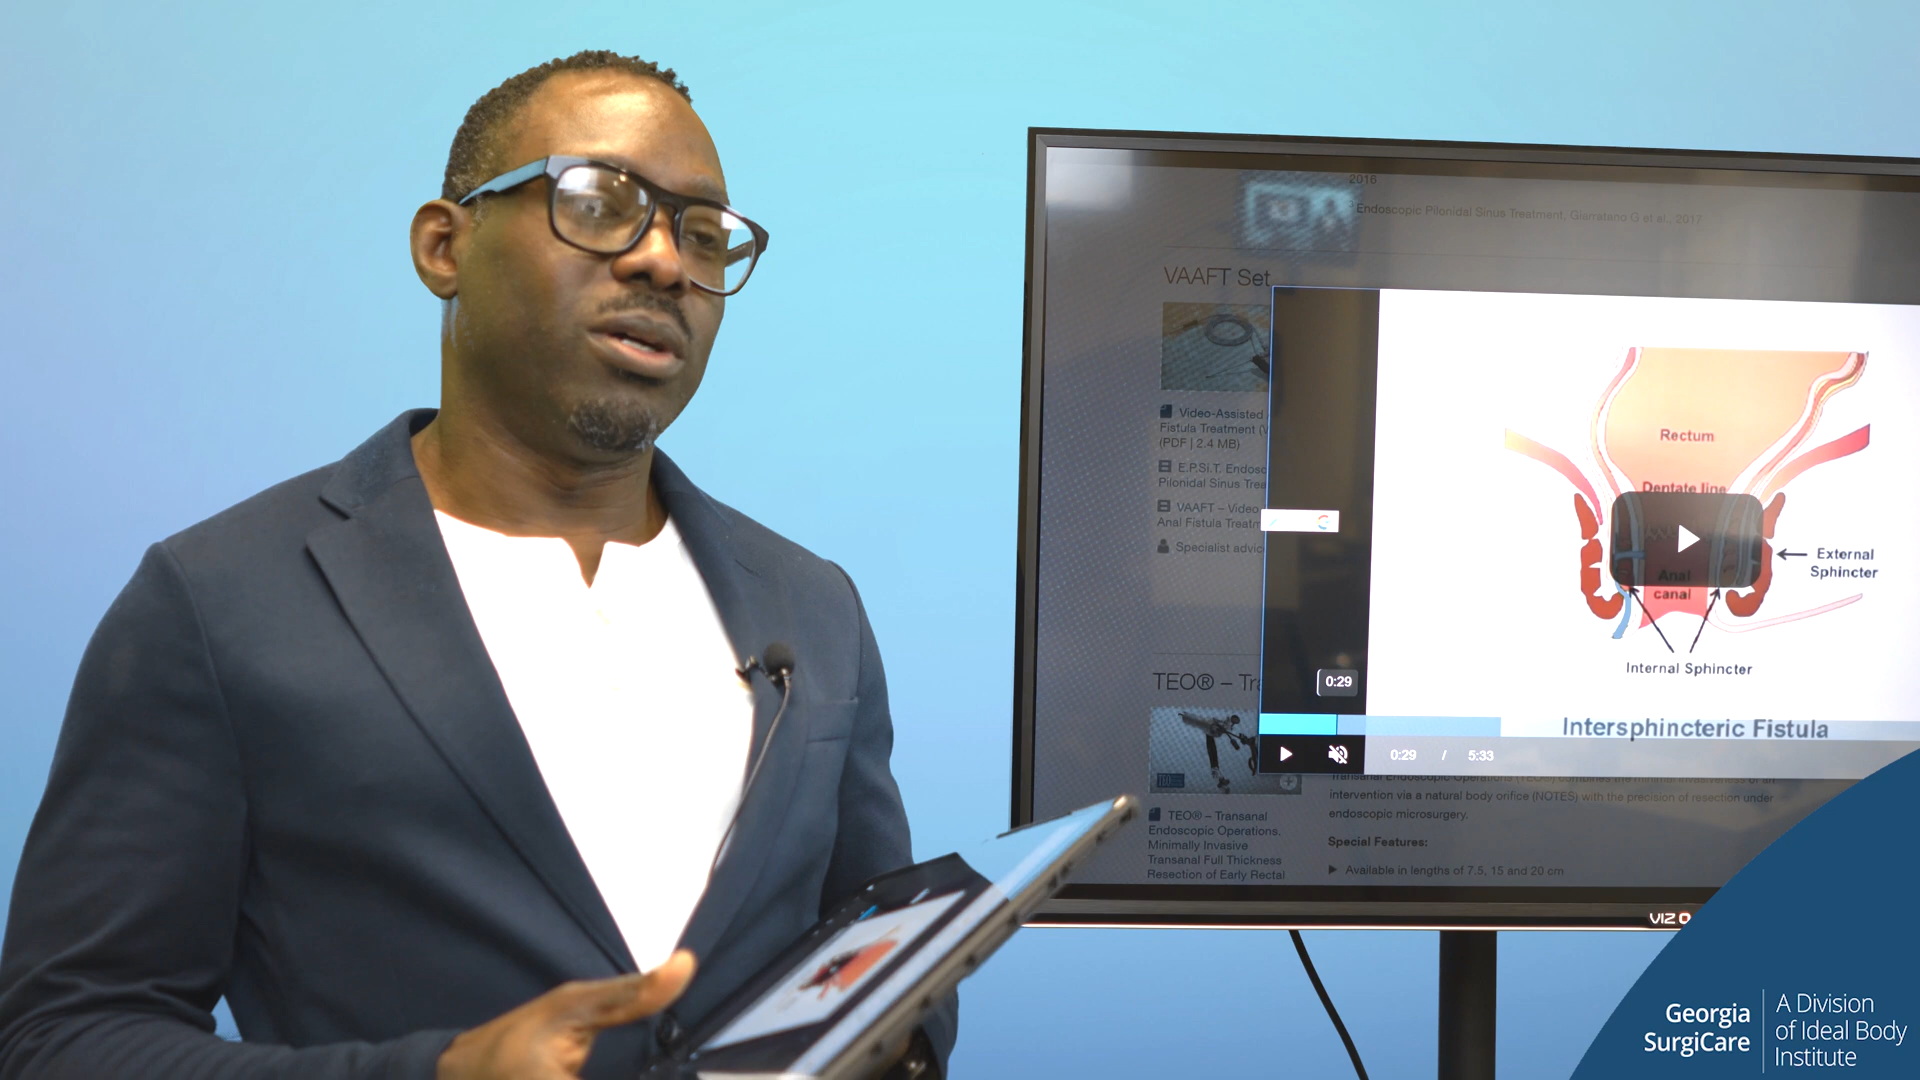 2016
3 Endoscopic Pilonidal Sinus Treatment, Giarratano G et al., 2017
VAAFT Set
Video-Assisted
Fistula Treatment (V
(PDF | 2.4 MB)
E.P.Si.T. Endosc
Pilonidal Sinus Trea
VAAFT – Video
Anal Fistula Treatm
Specialist advic
Rectum
Dentate line
Anal
canal
External
Sphincter
Internal Sphincter
0:29
Intersphincteric Fistula
0:29 / 5:33
TEO® – Tra
TEO® – Transanal
Endoscopic Operations.
Minimally Invasive
Transanal Full Thickness
Resection of Early Rectal
intervention via a natural body orifice (NOTES) with the precision of resection under
endoscopic microsurgery.
Special Features:
Available in lengths of 7.5, 15 and 20 cm
VIZ
Georgia
SurgiCare
A Division
of Ideal Body
Institute